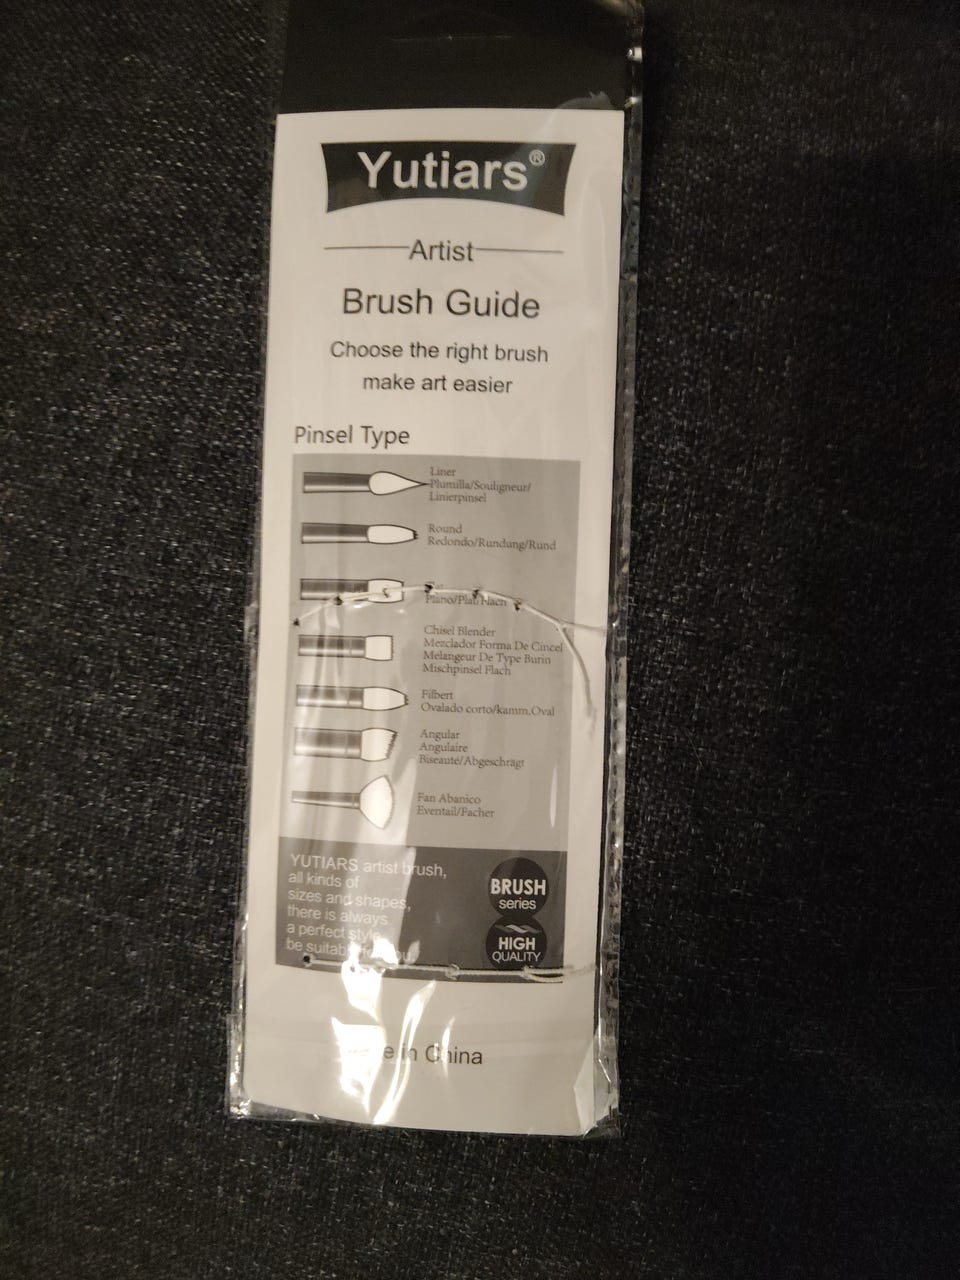 Yutiars®
Artist
Brush Guide
Choose the right brush
make art easier
Pinsel Type
Liner
Plumilla/Souligneur/
Linierpinsel
Round
Redondo/Rundung/Rund
Plano/Plat/Flach
Chisel Blender
Mezclador Forma De Cincel
Melangeur De Type Burin
Mischpinsel Flach
Filbert
Ovalado corto/kamm.Oval
Angular
Angulaire
Biseauté/Abgeschrägt
Fan Abanico
Eventail/Facher
YUTIARS artist brush,
all kinds of
sizes and shapes,
there is always
a perfect style
be
BRUSH
series
HIGH
QUALITY
in China